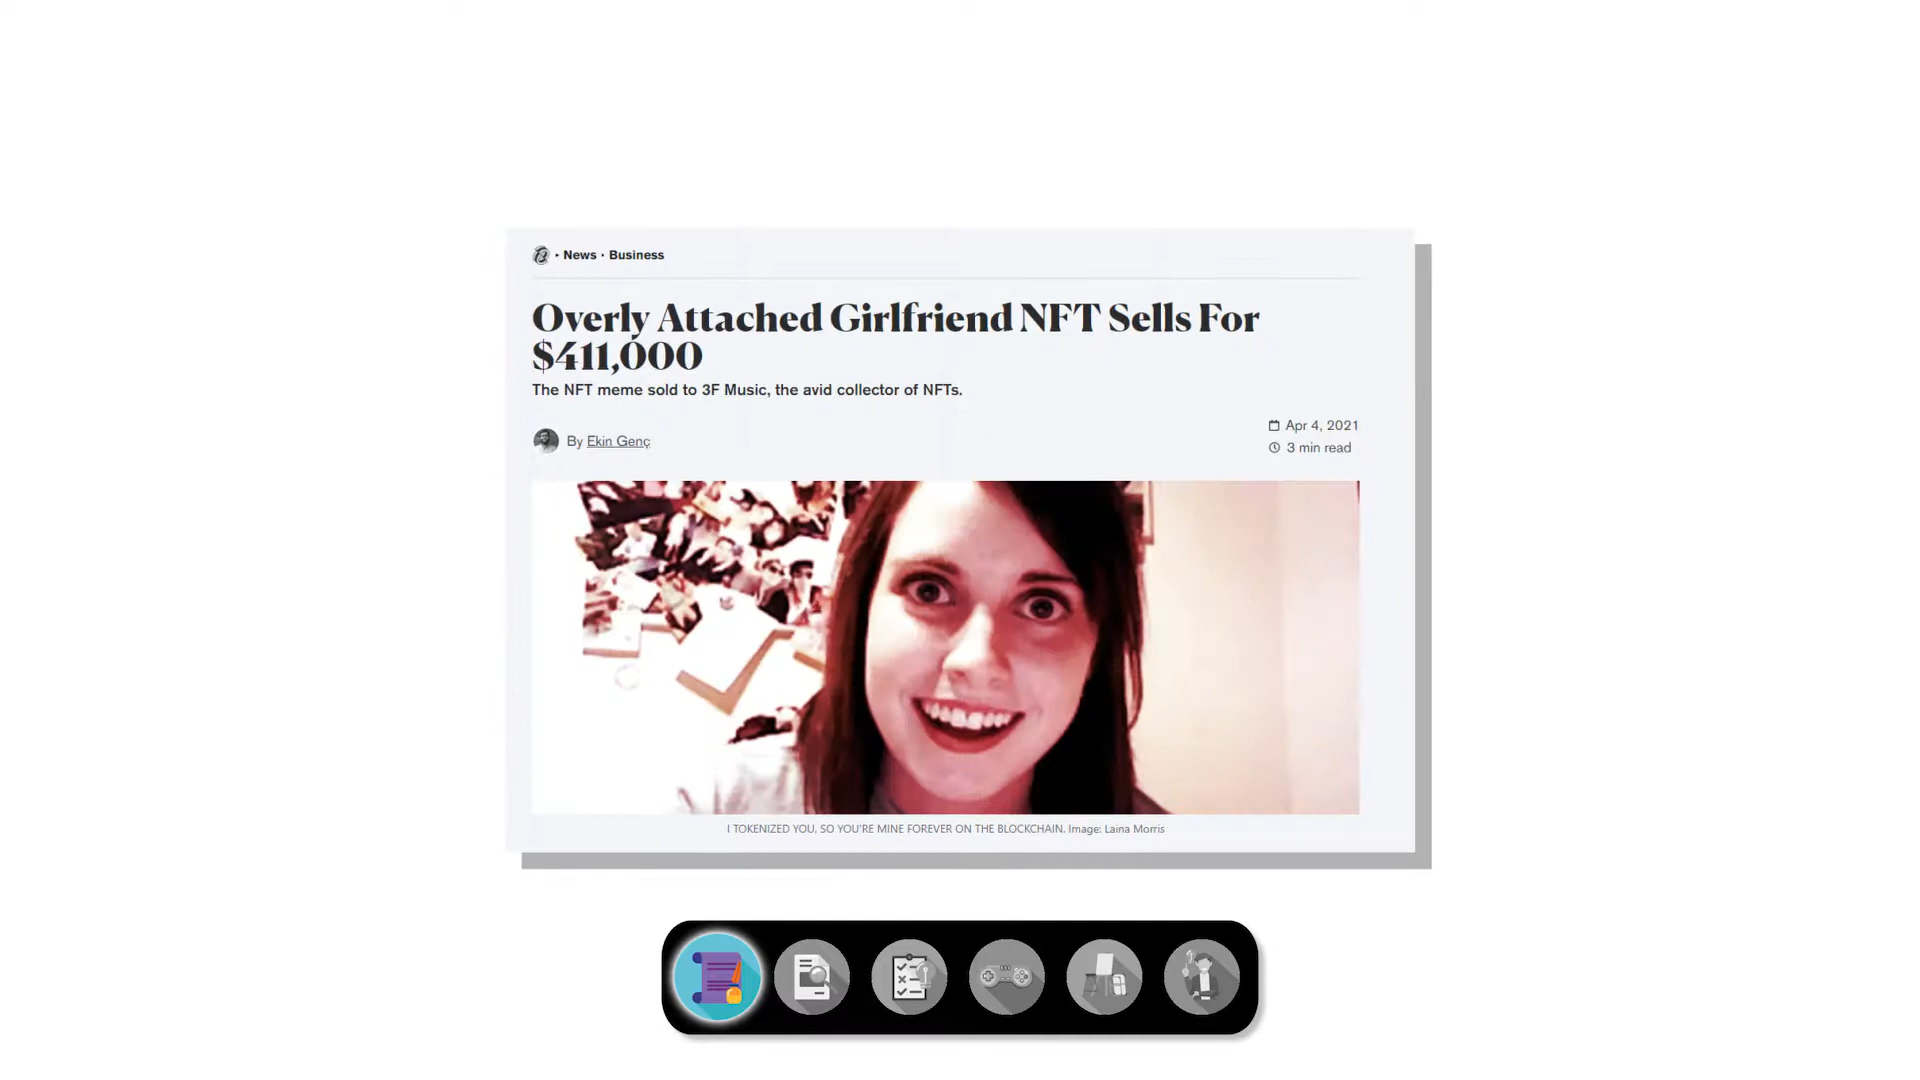 News · Business
Overly Attached Girlfriend NFT Sells For
$411,000
The NFT meme sold to 3F Music, the avid collector of NFTs.
By Ekin Genç
Apr 4, 2021
3 min read
I TOKENIZED YOU, SO YOU'RE MINE FOREVER ON THE BLOCKCHAIN. Image: Laina Morris